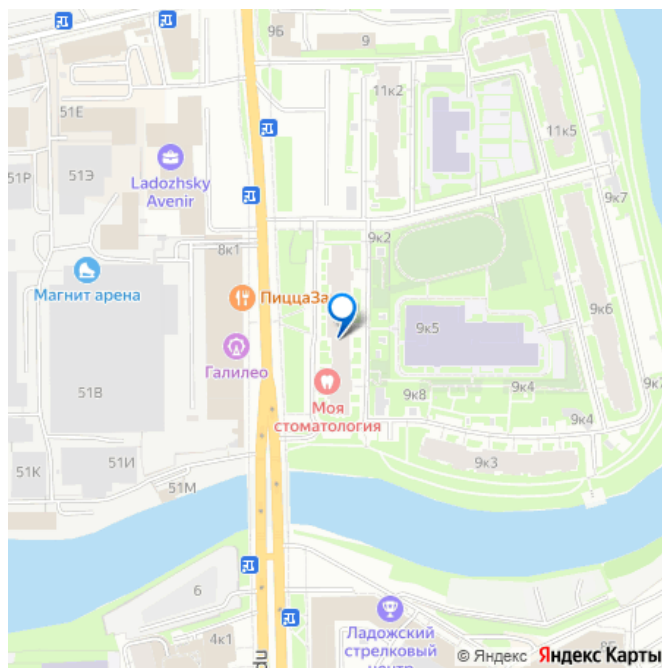 9Б
9
51Е
11к2
11к5
51Р
51Э
Ladozhsky
Avenir
9к7
8к1
9к2
Магнит арена
ПиццаЗа
9к6
9к5
Галилео
51В
9к4
9к8
9к7
Моя
стоматология
9к4
51К
51И
9к3
51М
6
4к1
Ладожский
стрелковый
центр
© Яндекс Яндекс Карты